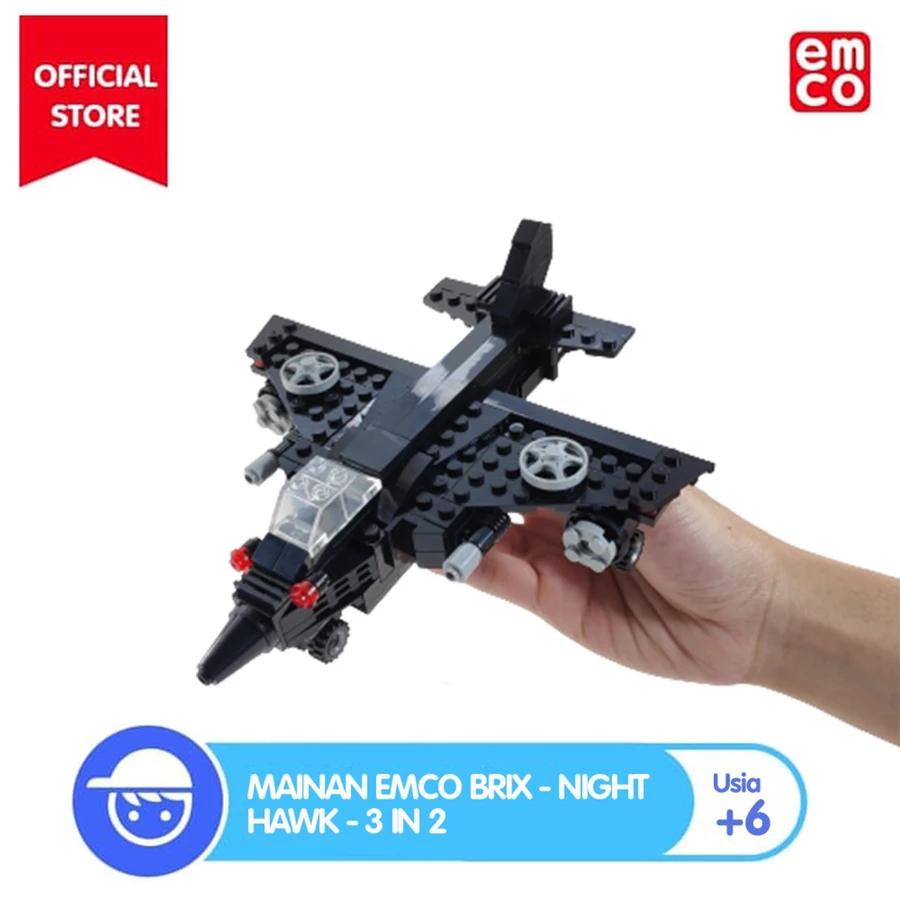 OFFICIAL
STORE
em
co
MAINAN EMCO BRIX - NIGHT
HAWK - 3 IN 2
Usia
+6